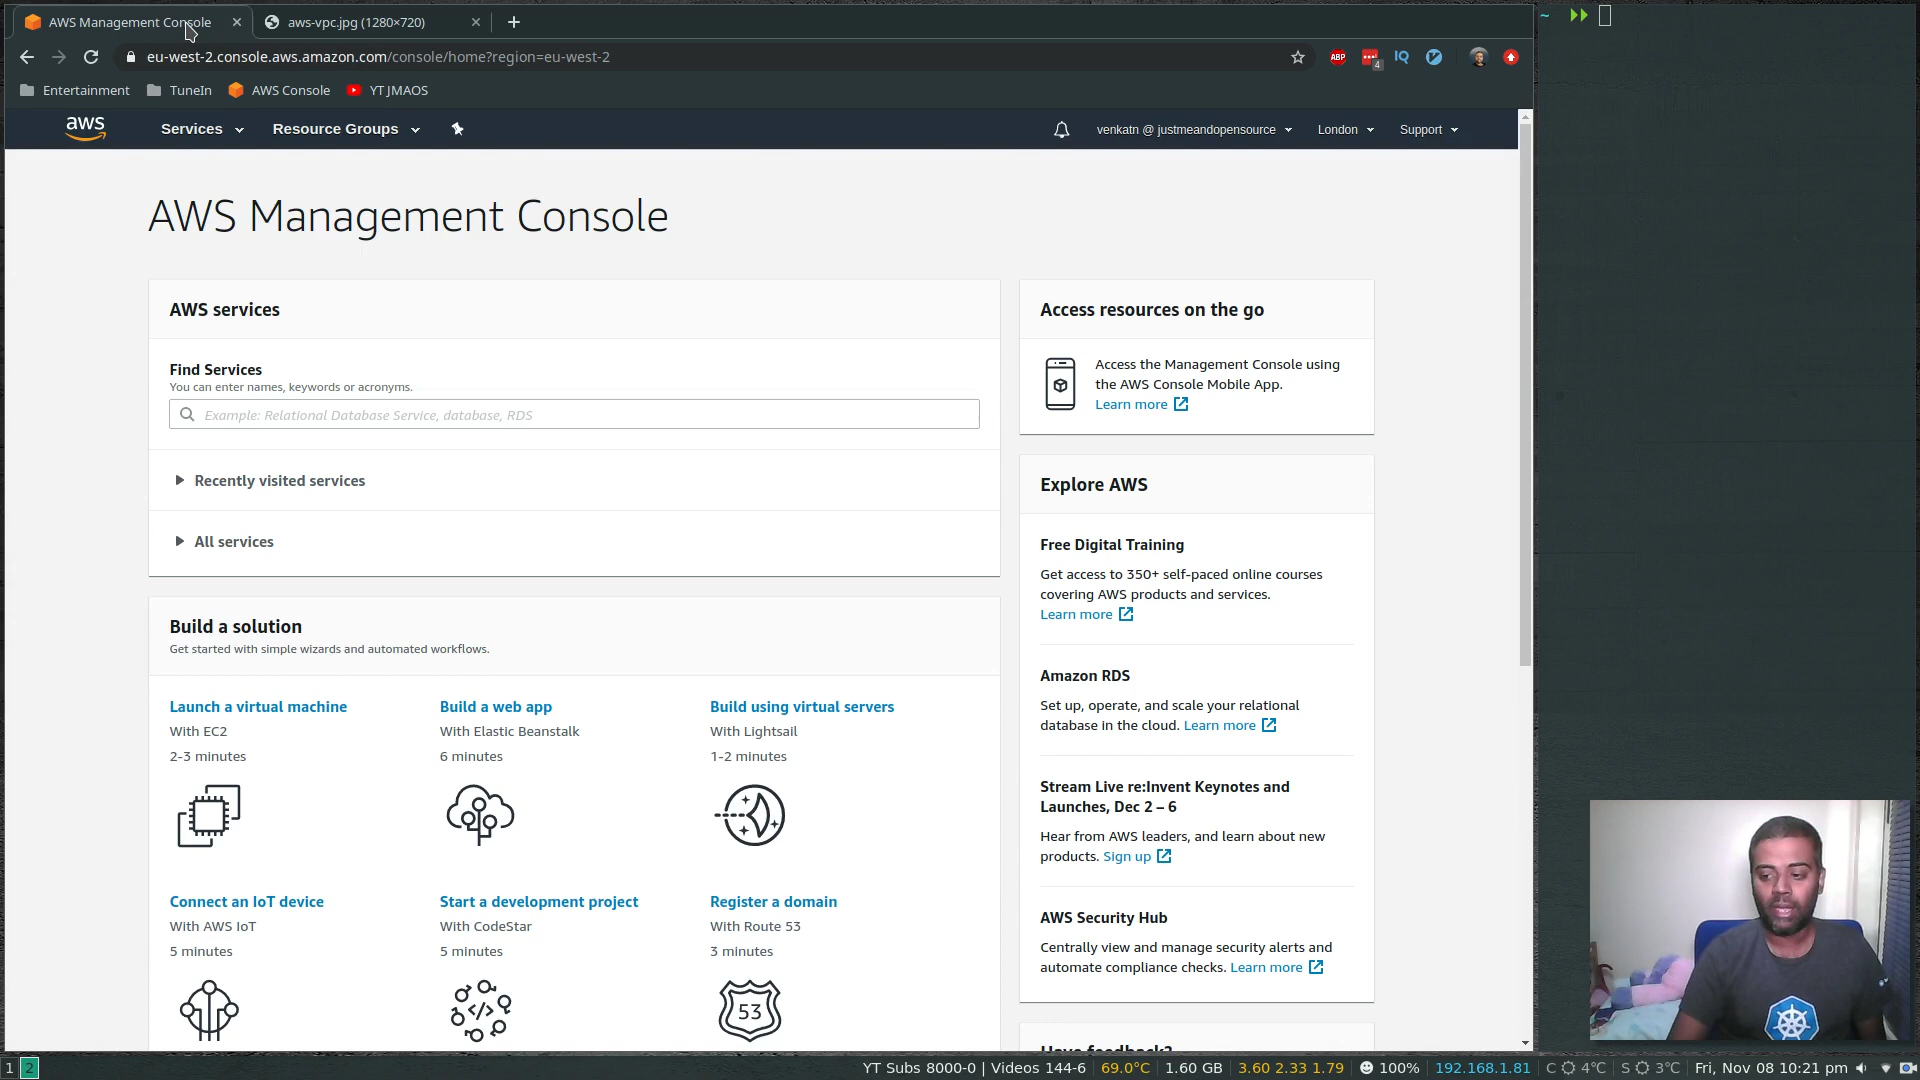 AWS Management Console
aws-vpc.jpg (1280×720)
~
eu-west-2.console.aws.amazon.com/console/home?region=eu-west-2
ABP
4
IQ
Entertainment
TuneIn
AWS Console
YT JMAOS
aws
Services
Resource Groups
venkatn @ justmeandopensource
London
Support
AWS Management Console
AWS services
Find Services
You can enter names, keywords or acronyms.
Example: Relational Database Service, database, RDS
Recently visited services
All services
Build a solution
Get started with simple wizards and automated workflows.
Launch a virtual machine
With EC2
2-3 minutes
Build a web app
With Elastic Beanstalk
6 minutes
Build using virtual servers
With Lightsail
1-2 minutes
Connect an IoT device
With AWS IoT
5 minutes
Start a development project
With CodeStar
5 minutes
</>
Register a domain
With Route 53
3 minutes
53
Access resources on the go
Access the Management Console using
the AWS Console Mobile App.
Learn more
Explore AWS
Free Digital Training
Get access to 350+ self-paced online courses
covering AWS products and services.
Learn more
Amazon RDS
Set up, operate, and scale your relational
database in the cloud. Learn more
Stream Live re:Invent Keynotes and
Launches, Dec 2 – 6
Hear from AWS leaders, and learn about new
products. Sign up
AWS Security Hub
Centrally view and manage security alerts and
automate compliance checks. Learn more
Have feedback?
1 2
YT Subs 8000-0 | Videos 144-6 | 69.0°C | 1.60 GB | 3.60 2.33 1.79 | 100% | 192.168.1.81 | C 4°C | S 3°C | Fri, Nov 08 10:21 pm